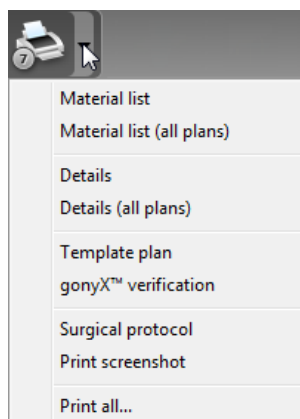 7
Material list
Material list (all plans)
Details
Details (all plans)
Template plan
gonyX™ verification
Surgical protocol
Print screenshot
Print all...